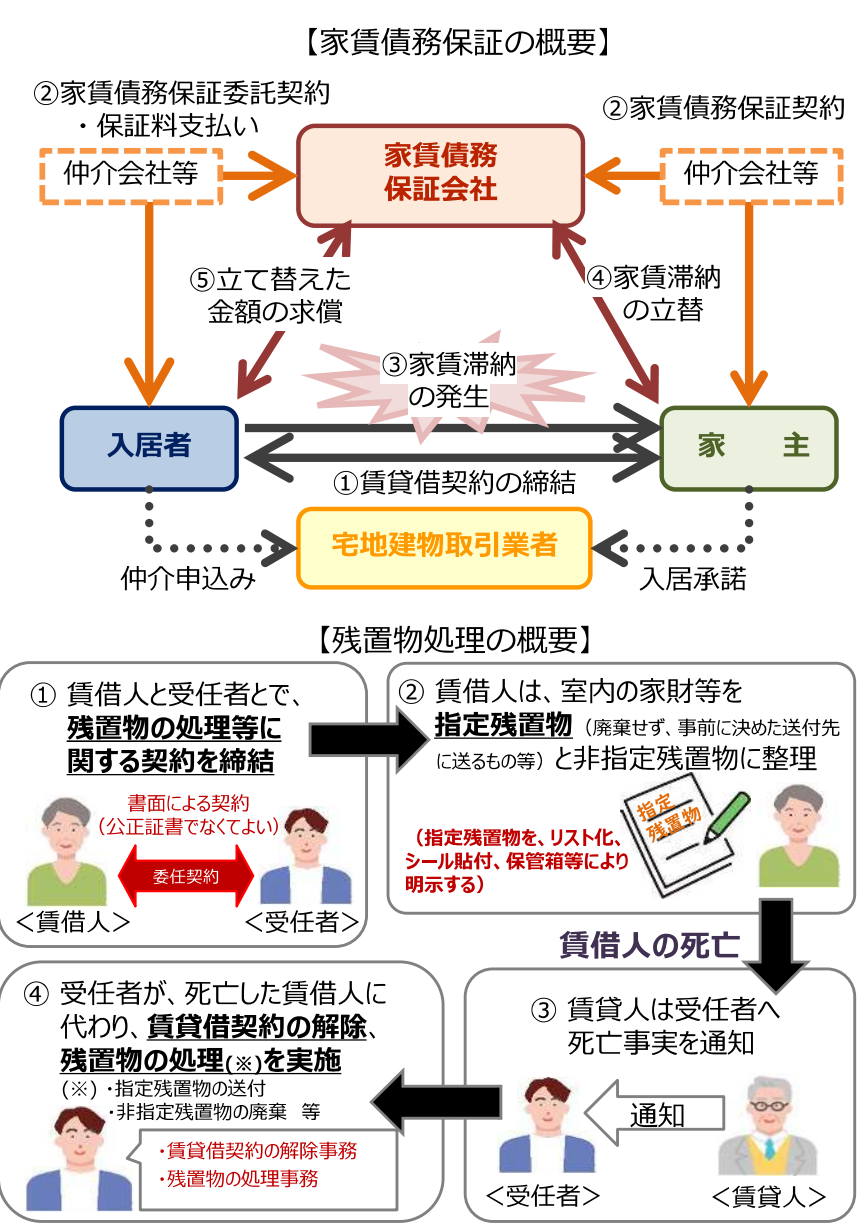 【家賃債務保証の概要】
②家賃債務保証委託契約
・保証料支払い
②家賃債務保証契約
仲介会社等
家賃債務
保証会社
仲介会社等
⑤立て替えた
金額の求償
④家賃滞納
の立替
③家賃滞納
の発生
入居者
家　主
①賃貸借契約の締結
宅地建物取引業者
仲介申込み
入居承諾
【残置物処理の概要】
① 賃借人と受任者とで、
残置物の処理等に
関する契約を締結
書面による契約
（公正証書でなくてよい）
委任契約
＜賃借人＞
＜受任者＞
② 賃借人は、室内の家財等を
指定残置物（廃棄せず、事前に決めた送付先
に送るもの等）と非指定残置物に整理
指定
残置物
（指定残置物を、リスト化、
シール貼付、保管箱等により
明示する）
賃借人の死亡
③ 賃貸人は受任者へ
死亡事実を通知
通知
＜受任者＞
＜賃貸人＞
④ 受任者が、死亡した賃借人に
代わり、賃貸借契約の解除、
残置物の処理(※)を実施
(※)・指定残置物の送付
・非指定残置物の廃棄 等
・賃貸借契約の解除事務
・残置物の処理事務